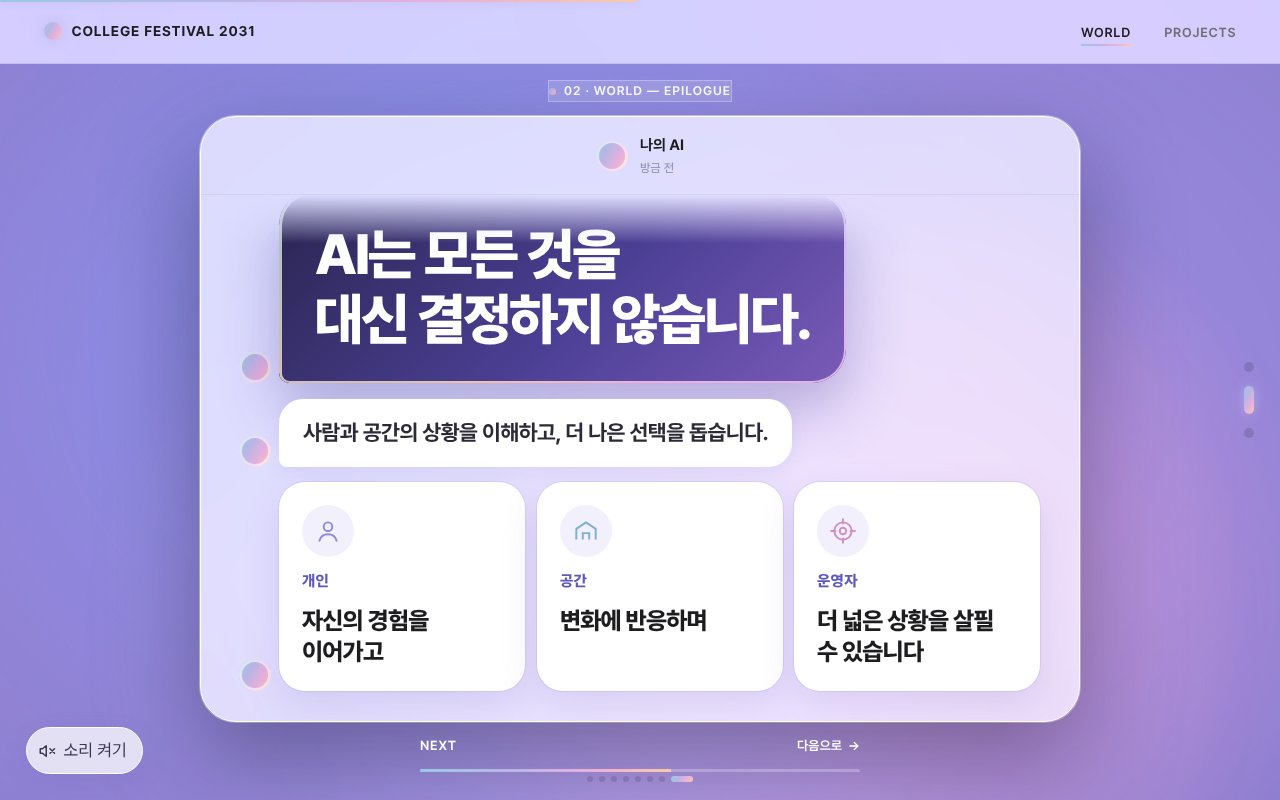 COLLEGE FESTIVAL 2031
WORLD
PROJECTS
02 · WORLD — EPILOGUE
나의 AI
방금 전
AI는 모든 것을
대신 결정하지 않습니다.
사람과 공간의 상황을 이해하고, 더 나은 선택을 돕습니다.
개인
자신의 경험을
이어가고
공간
변화에 반응하며
운영자
더 넓은 상황을 살필
수 있습니다
소리 켜기
NEXT
다음으로 →